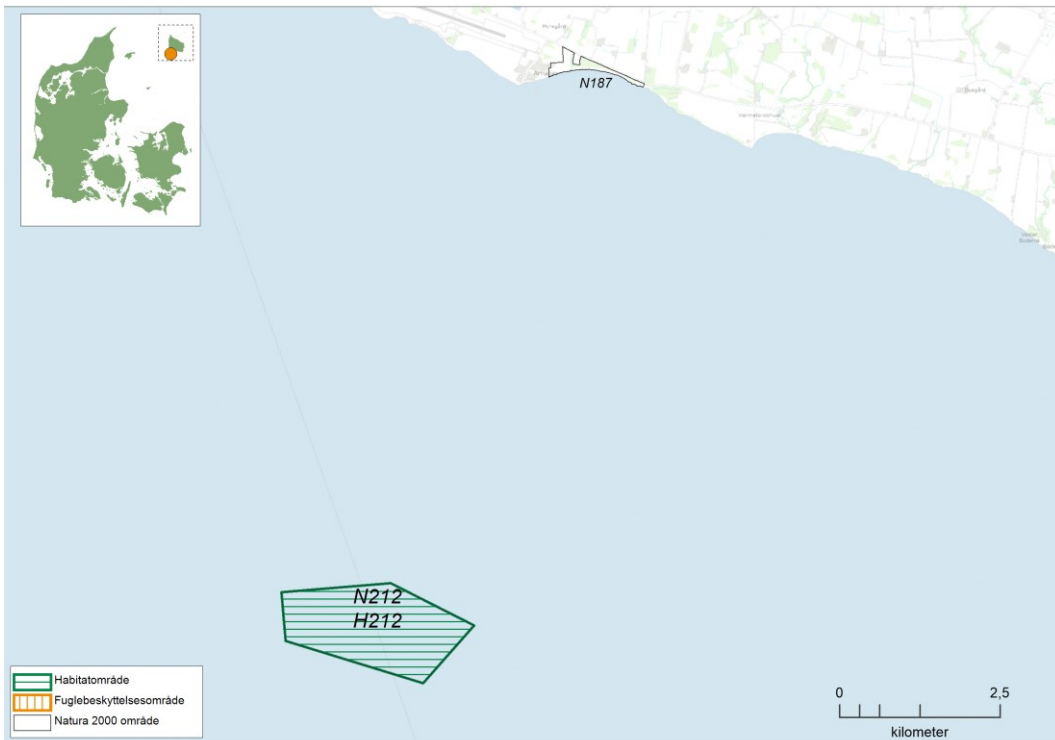 N187
N212
H212
Habitatområde
Fuglebeskyttelsesområde
Natura 2000 område
0 2,5
kilometer